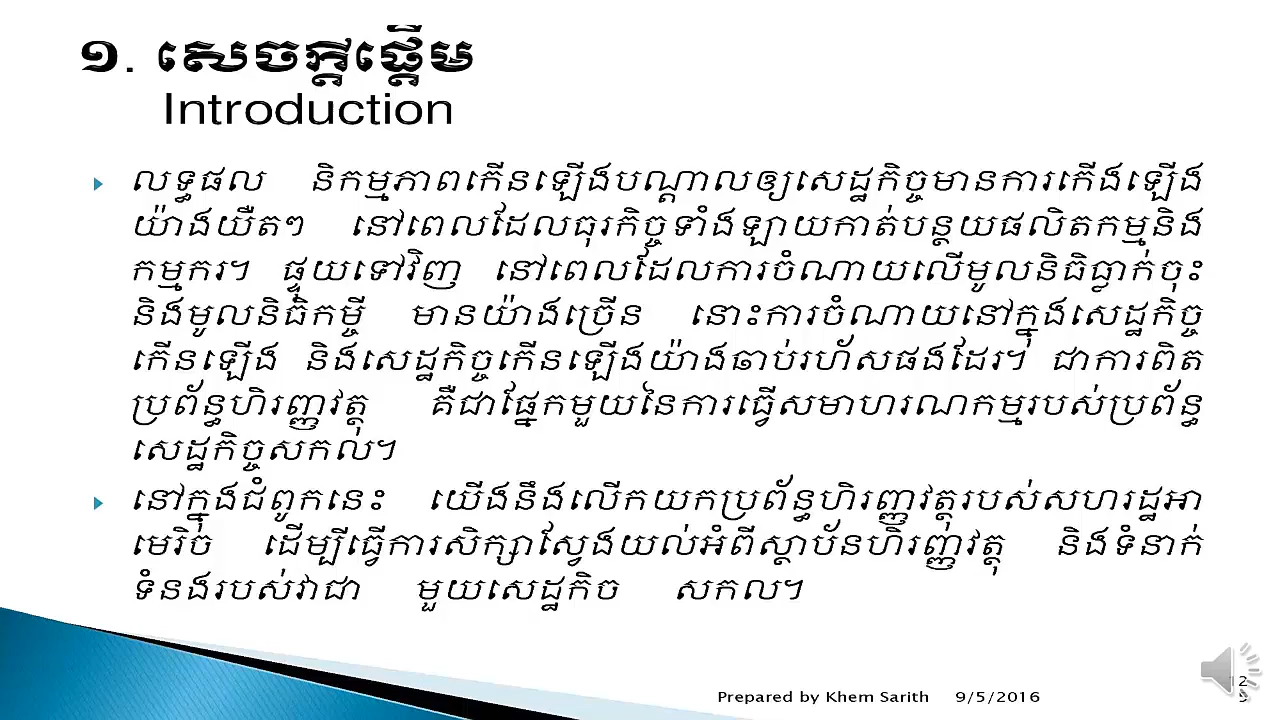 ១. សេចក្តីផ្តើម
Introduction
លទ្ធផល និកម្មភាពកើនឡើងបណ្តាលឲ្យសេដ្ឋកិច្ចមានការកើងឡើង
យ៉ាងយឺតៗ នៅពេលដែលធុរកិច្ចទាំងឡាយកាត់បន្ថយផលិតកម្មនិង
កម្មករ។ ផ្ទុយទៅវិញ នៅពេលដែលការចំណាយលើមូលនិធិធ្លាក់ចុះ
និងមូលនិធិកម្ចី មានយ៉ាងច្រើន នោះការចំណាយនៅក្នុងសេដ្ឋកិច្ច
កើនឡើង និងសេដ្ឋកិច្ចកើនឡើងយ៉ាងឆាប់រហ័សផងដែរ។ ជាការពិត
ប្រព័ន្ធហិរញ្ញវត្ថុ គឺជាផ្នែកមួយនៃការធ្វើសមាហរណកម្មរបស់ប្រព័ន្ធ
សេដ្ឋកិច្ចសកល។
នៅក្នុងជំពូកនេះ យើងនឹងលើកយកប្រព័ន្ធហិរញ្ញវត្ថុរបស់សហរដ្ឋអា
មេរិច ដើម្បីធ្វើការសិក្សាស្វែងយល់អំពីស្ថាប័នហិរញ្ញវត្ថុ និងទំនាក់
ទំនងរបស់វាជា មួយសេដ្ឋកិច សកល។
Prepared by Khem Sarith 9/5/2016